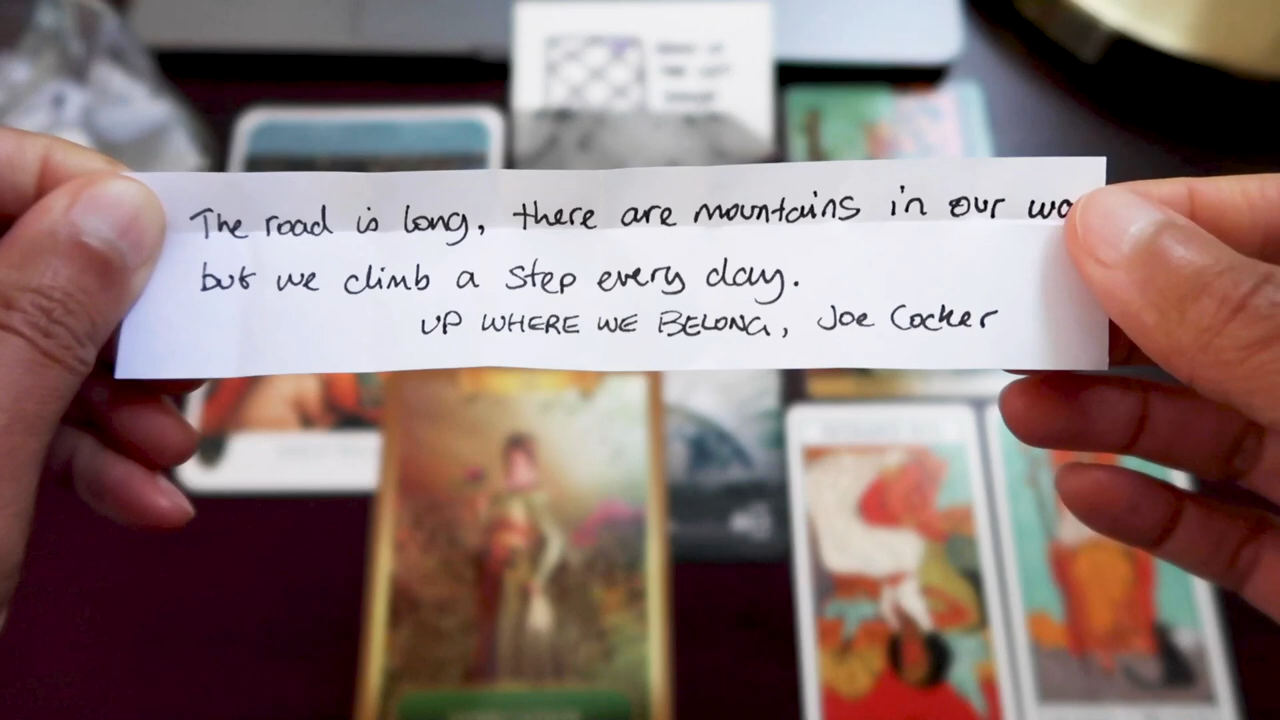 The road is long, there are mountains in our wa
but we climb a step every day.
UP WHERE WE BELONG, Joe Cocker